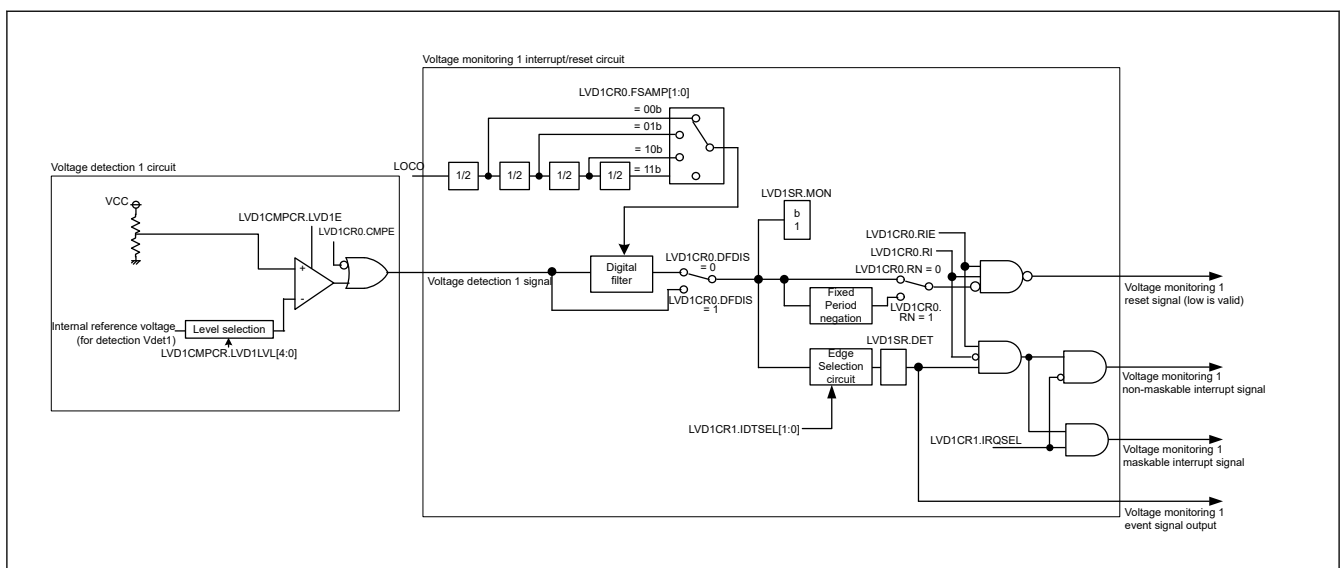 Voltage monitoring 1 interrupt/reset circuit
LVD1CR0.FSAMP[1:0]
= 00b
= 01b
= 10b
= 11b
LOCO
1/2
1/2
1/2
1/2
Voltage detection 1 circuit
VCC
LVD1CMPCR.LVD1E
LVD1CR0.CMPE
+
-
Internal reference voltage
(for detection Vdet1)
Level selection
LVD1CMPCR.LVD1LVL[4:0]
Voltage detection 1 signal
Digital
filter
LVD1CR0.DFDIS
= 0
LVD1CR0.DFDIS
= 1
LVD1SR.MON
b
1
LVD1CR0.RIE
LVD1CR0.RI
LVD1CR0.RN = 0
Fixed
Period
negation
LVD1CR0.
RN = 1
Voltage monitoring 1
reset signal (low is valid)
LVD1SR.DET
Edge
Selection
circuit
LVD1CR1.IDTSEL[1:0]
LVD1CR1.IRQSEL
Voltage monitoring 1
non-maskable interrupt signal
Voltage monitoring 1
maskable interrupt signal
Voltage monitoring 1
event signal output